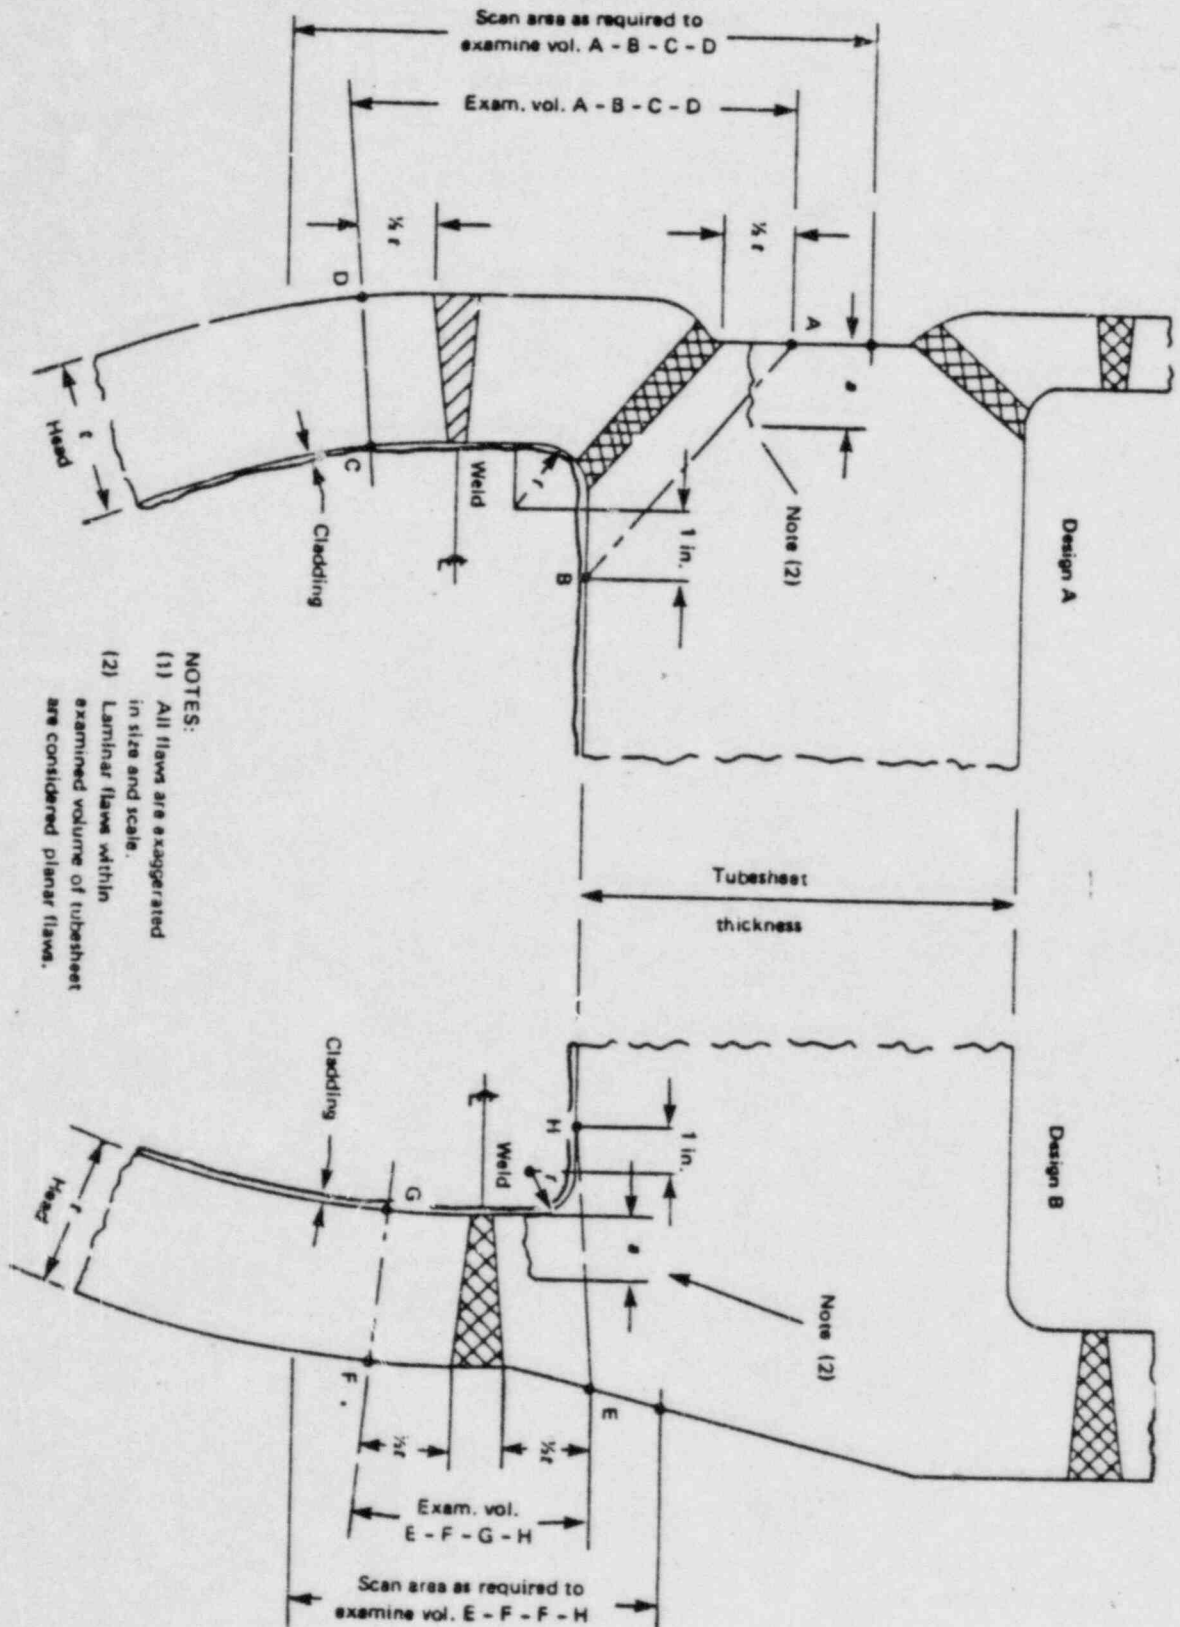 Scan area as required to
examine vol. A - B - C - D
Exam. vol. A - B - C - D
½ t
½ t
D
A
a
t
Head
C
Cladding
Weld
℄
r
B
1 in.
Note (2)
Design A
NOTES:
(1) All flaws are exaggerated
in size and scale.
(2) Laminar flaws within
examined volume of tubesheet
are considered planar flaws.
Tubesheet
thickness
Cladding
℄
Weld
H
r
1 in.
a
Note (2)
Design B
t
Head
G
F
E
½t
½t
Exam. vol.
E - F - G - H
Scan area as required to
examine vol. E - F - F - H